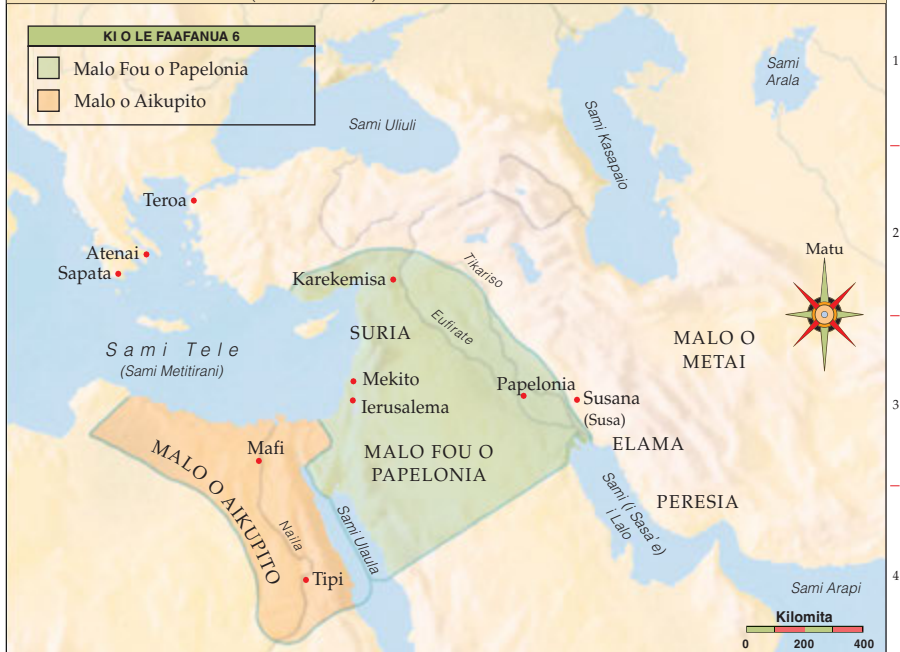 KI O LE FAAFANUA 6
Malo Fou o Papelonia
Malo o Aikupito
1
Sami
Arala
Sami Uliuli
Sami Kasapaio
Teroa
2
Atenai
Sapata
Matu
Karekemisa
Tikariso
Eufirate
SURIA
MALO O
METAI
Sami Tele
(Sami Metitirani)
Mekito
Papelonia
Susana
(Susa)
Ierusalema
3
ELAMA
Mafi
MALO FOU O
PAPELONIA
MALO O AIKUPITO
PERESIA
Sami (i Sasa'e)
i Lalo
Naila
Sami Ulaula
Tipi
4
Sami Arapi
Kilomita
0 200 400